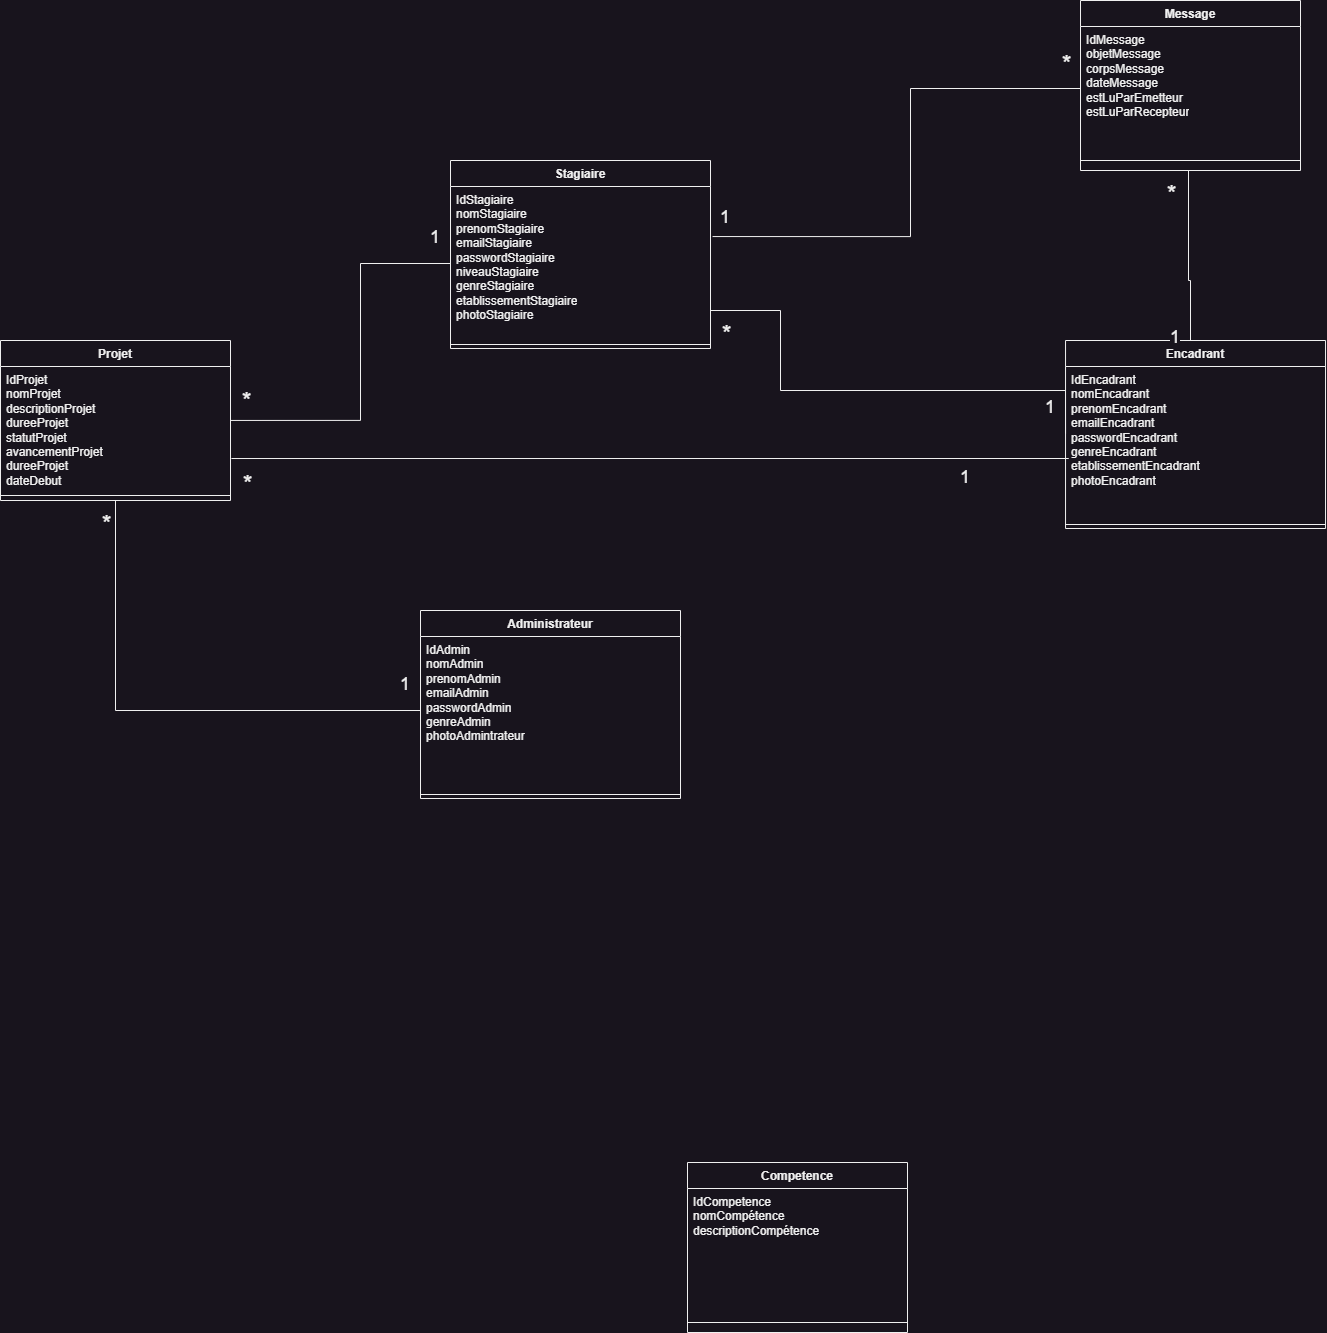 Message
IdMessage
objetMessage
corpsMessage
dateMessage
estLuParEmetteur
estLuParRecepteur
*
*
Stagiaire
IdStagiaire
nomStagiaire
prenomStagiaire
emailStagiaire
passwordStagiaire
niveauStagiaire
genreStagiaire
etablissementStagiaire
photoStagiaire
1
1
*
Projet
IdProjet
nomProjet
descriptionProjet
dureeProjet
statutProjet
avancementProjet
dureeProjet
dateDebut
*
*
*
1
Encadrant
IdEncadrant
nomEncadrant
prenomEncadrant
emailEncadrant
passwordEncadrant
genreEncadrant
etablissementEncadrant
photoEncadrant
1
1
Administrateur
IdAdmin
nomAdmin
prenomAdmin
emailAdmin
passwordAdmin
genreAdmin
photoAdmintrateur
1
Competence
IdCompetence
nomCompétence
descriptionCompétence